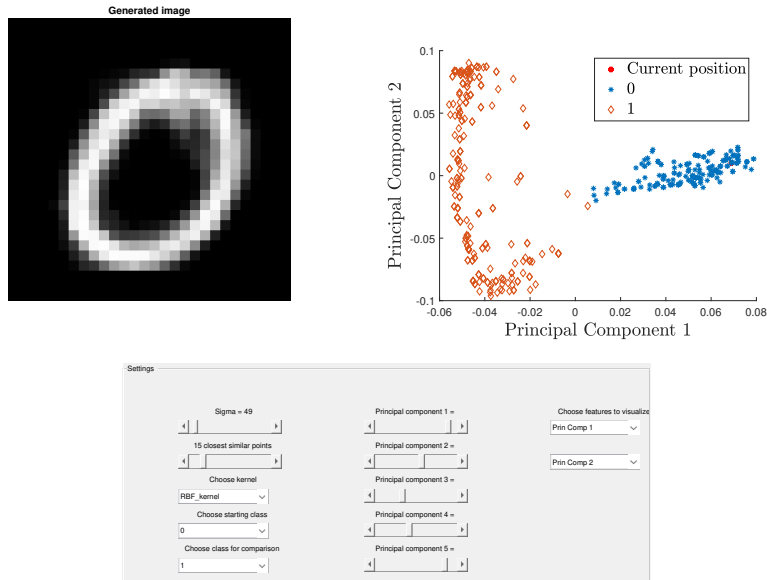 Generated image
0.1
0.05
0
-0.05
-0.1
-0.06
-0.04
-0.02
0
0.02
0.04
0.06
0.08
Principal Component 2
Principal Component 1
Current position
0
1
Settings
Sigma = 49
15 closest similar points
Choose kernel
RBF_kernel
Choose starting class
0
Choose class for comparison
1
Principal component 1 =
Principal component 2 =
Principal component 3 =
Principal component 4 =
Principal component 5 =
Choose features to visualize
Prin Comp 1
Prin Comp 2